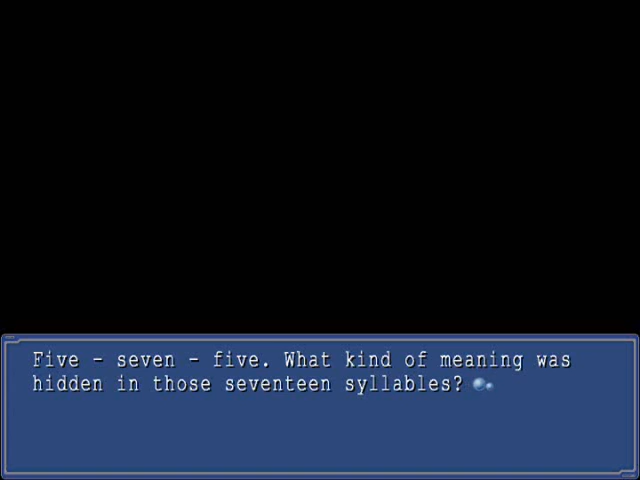 Five - seven - five. What kind of meaning was
hidden in those seventeen syllables?